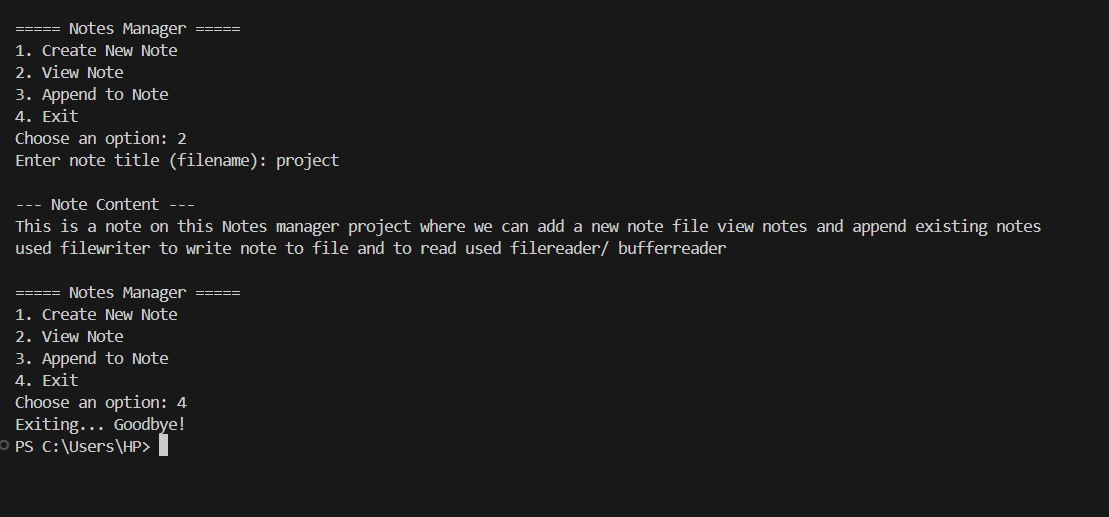 ===== Notes Manager =====
1. Create New Note
2. View Note
3. Append to Note
4. Exit
Choose an option: 2
Enter note title (filename): project
--- Note Content ---
This is a note on this Notes manager project where we can add a new note file view notes and append existing notes
used filewriter to write note to file and to read used filereader/ bufferreader
===== Notes Manager =====
1. Create New Note
2. View Note
3. Append to Note
4. Exit
Choose an option: 4
Exiting... Goodbye!
PS C:\Users\HP>